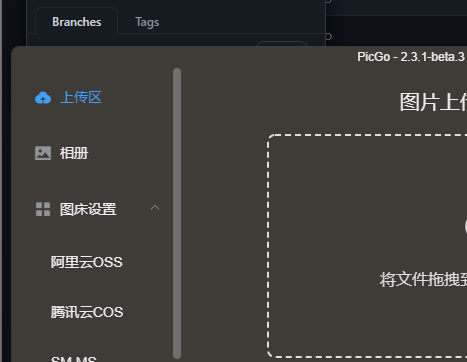 Branches Tags
PicGo - 2.3.1-beta.3
上传区
图片上
相册
图床设置
阿里云OSS
将文件拖拽到
腾讯云COS
SM.MS